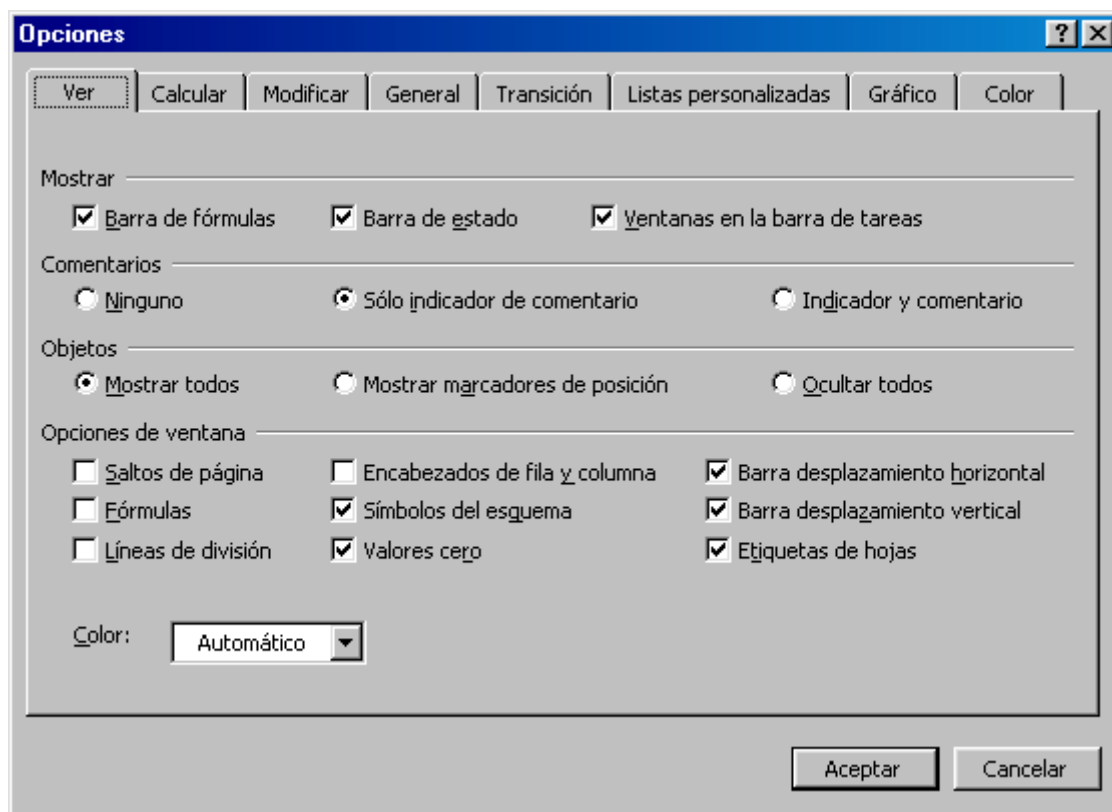 Opciones
Ver Calcular Modificar General Transición Listas personalizadas Gráfico Color
Mostrar
Barra de fórmulas Barra de estado Ventanas en la barra de tareas
Comentarios
Ninguno Sólo indicador de comentario Indicador y comentario
Objetos
Mostrar todos Mostrar marcadores de posición Ocultar todos
Opciones de ventana
Saltos de página Encabezados de fila y columna Barra desplazamiento horizontal
Fórmulas Símbolos del esquema Barra desplazamiento vertical
Líneas de división Valores cero Etiquetas de hojas
Color: Automático
Aceptar Cancelar